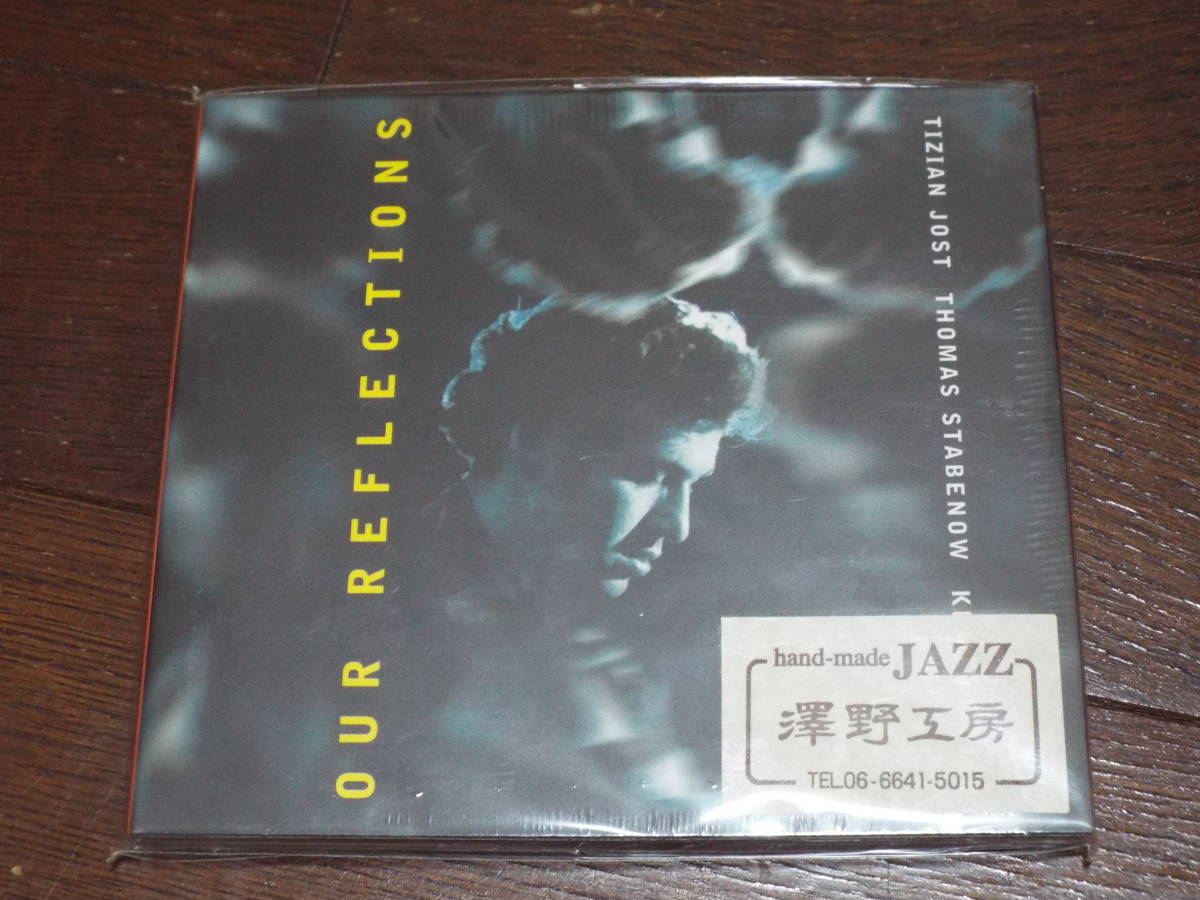 OUR REFLECTIONS
TIZIAN JOST THOMAS STABENOW
hand-made JAZZ
澤野工房
TEL.06-6641-5015